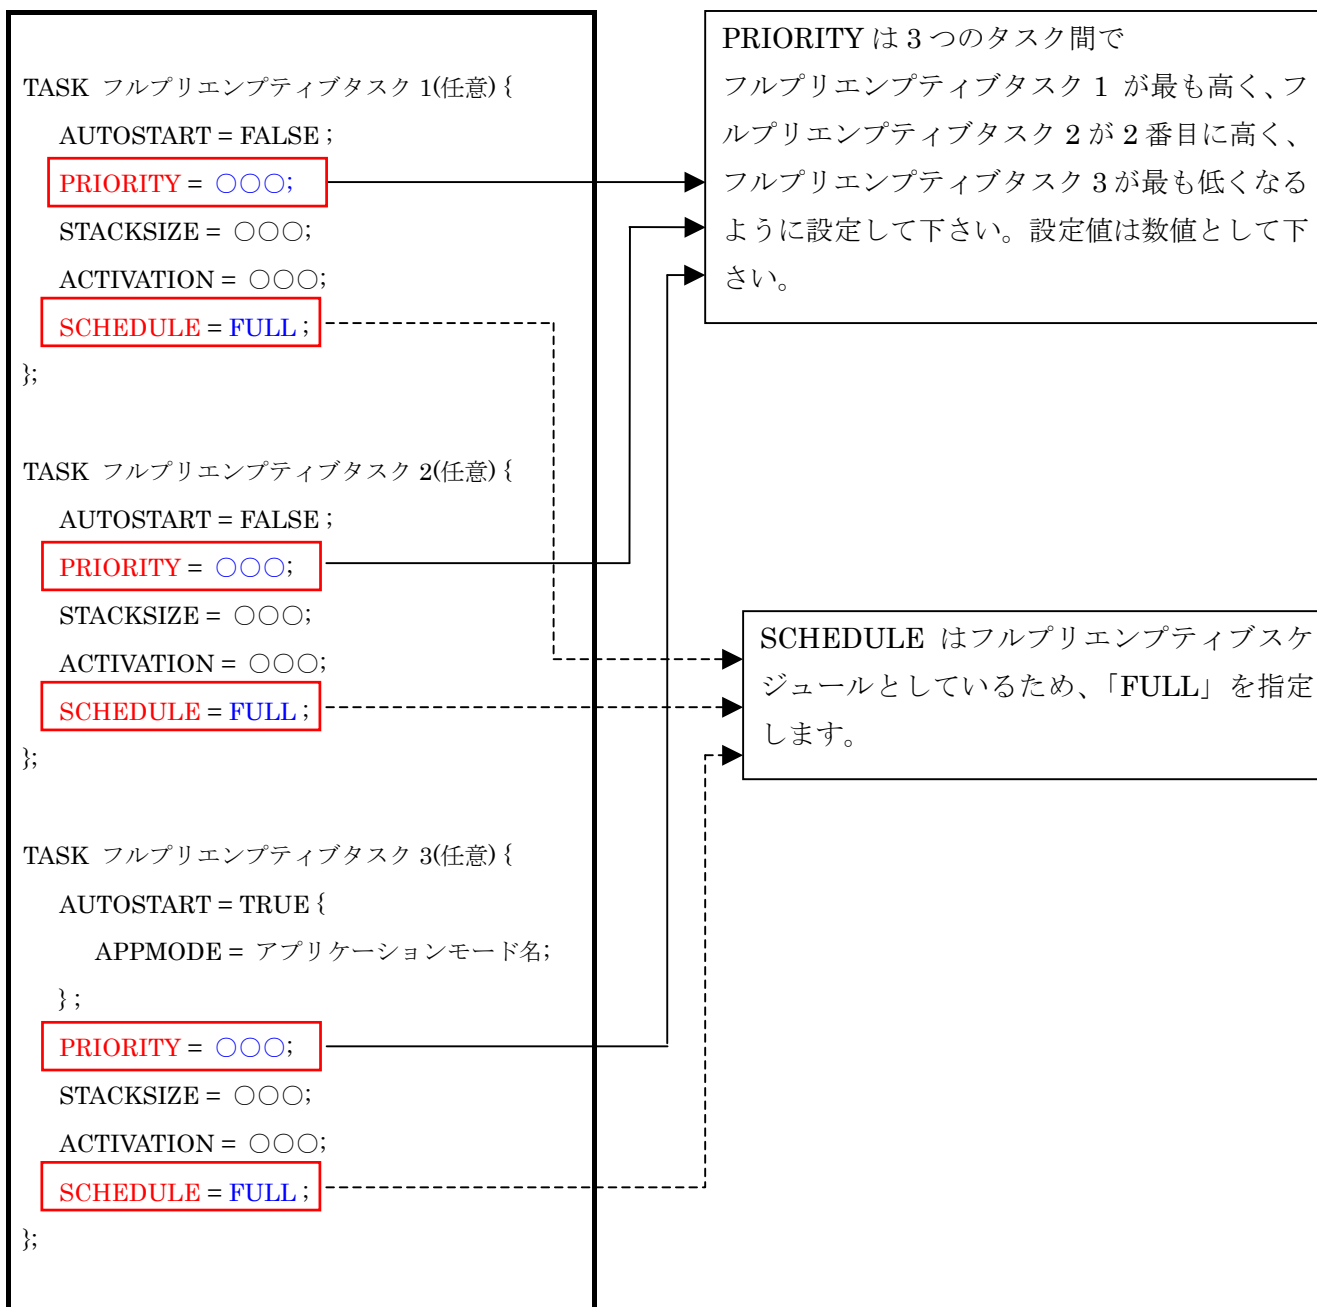 TASK フルプリエンプティブタスク 1(任意) {
AUTOSTART = FALSE ;
PRIORITY = ○○○;
STACKSIZE = ○○○;
ACTIVATION = ○○○;
SCHEDULE = FULL ;
};
TASK フルプリエンプティブタスク 2(任意) {
AUTOSTART = FALSE ;
PRIORITY = ○○○;
STACKSIZE = ○○○;
ACTIVATION = ○○○;
SCHEDULE = FULL ;
};
TASK フルプリエンプティブタスク 3(任意) {
AUTOSTART = TRUE {
APPMODE = アプリケーションモード名;
} ;
PRIORITY = ○○○;
STACKSIZE = ○○○;
ACTIVATION = ○○○;
SCHEDULE = FULL ;
};
PRIORITY は 3 つのタスク間で
フルプリエンプティブタスク 1 が最も高く、フ
ルプリエンプティブタスク 2 が 2 番目に高く、
フルプリエンプティブタスク 3 が最も低くなる
ように設定して下さい。設定値は数値として下
さい。
SCHEDULE はフルプリエンプティブスケ
ジュールとしているため、「FULL」を指定
します。